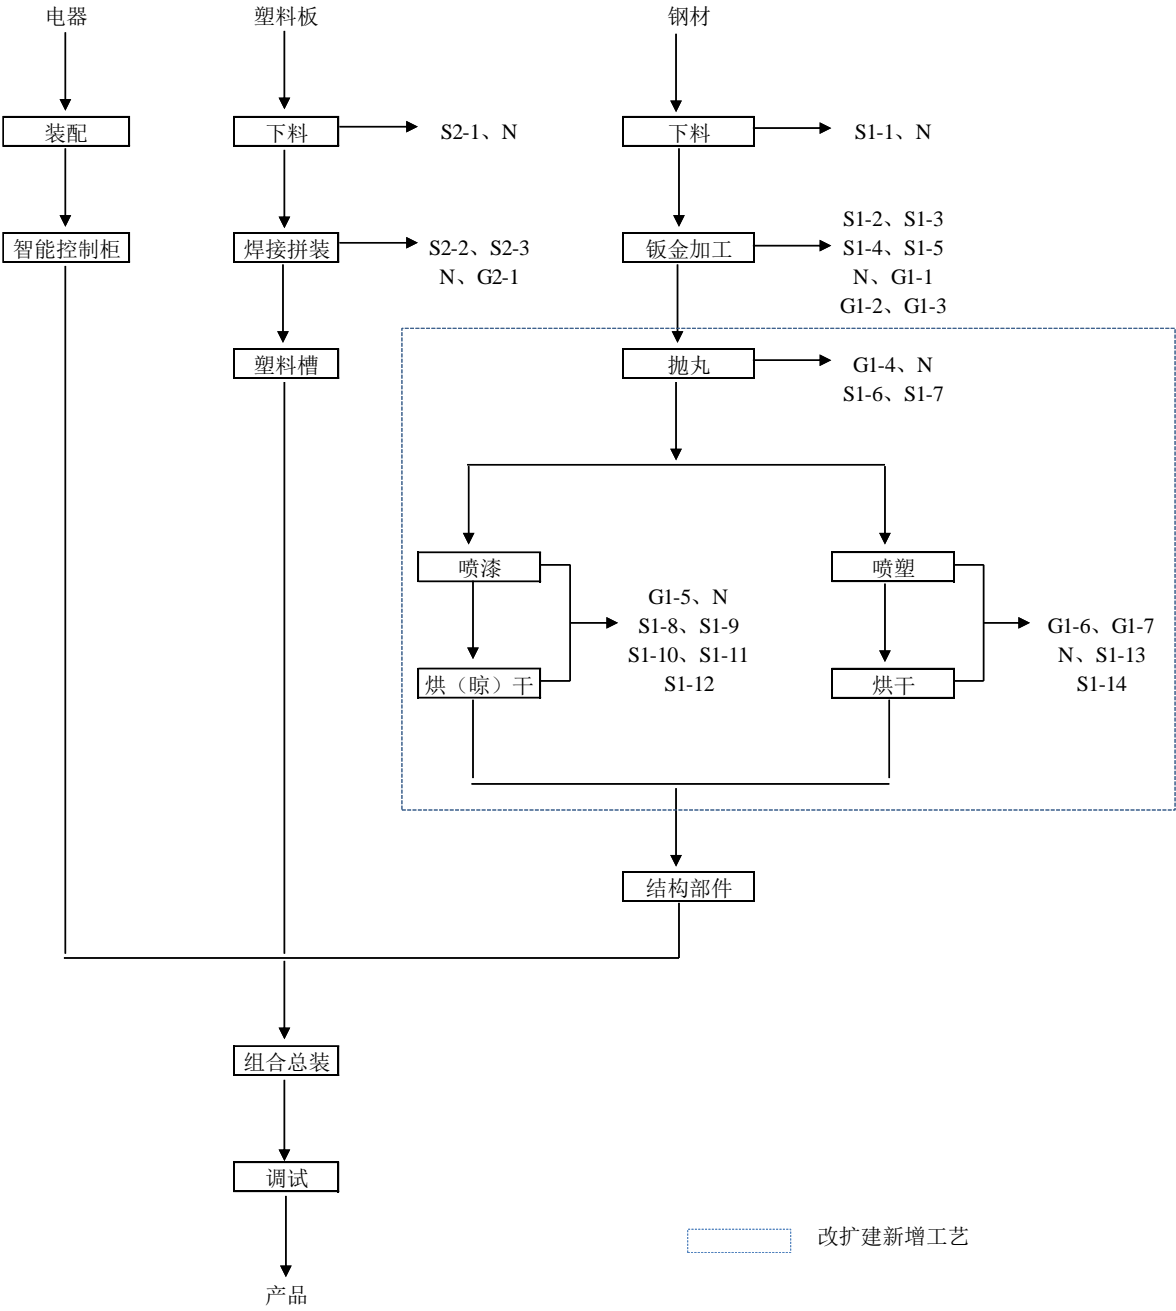 电器
塑料板
钢材
装配
下料
S2-1、N
下料
S1-1、N
智能控制柜
焊接拼装
S2-2、S2-3
N、G2-1
钣金加工
S1-2、S1-3
S1-4、S1-5
N、G1-1
G1-2、G1-3
塑料槽
抛丸
G1-4、N
S1-6、S1-7
喷漆
喷塑
G1-5、N
S1-8、S1-9
S1-10、S1-11
S1-12
G1-6、G1-7
N、S1-13
S1-14
烘（晾）干
烘干
结构部件
组合总装
调试
改扩建新增工艺
产品